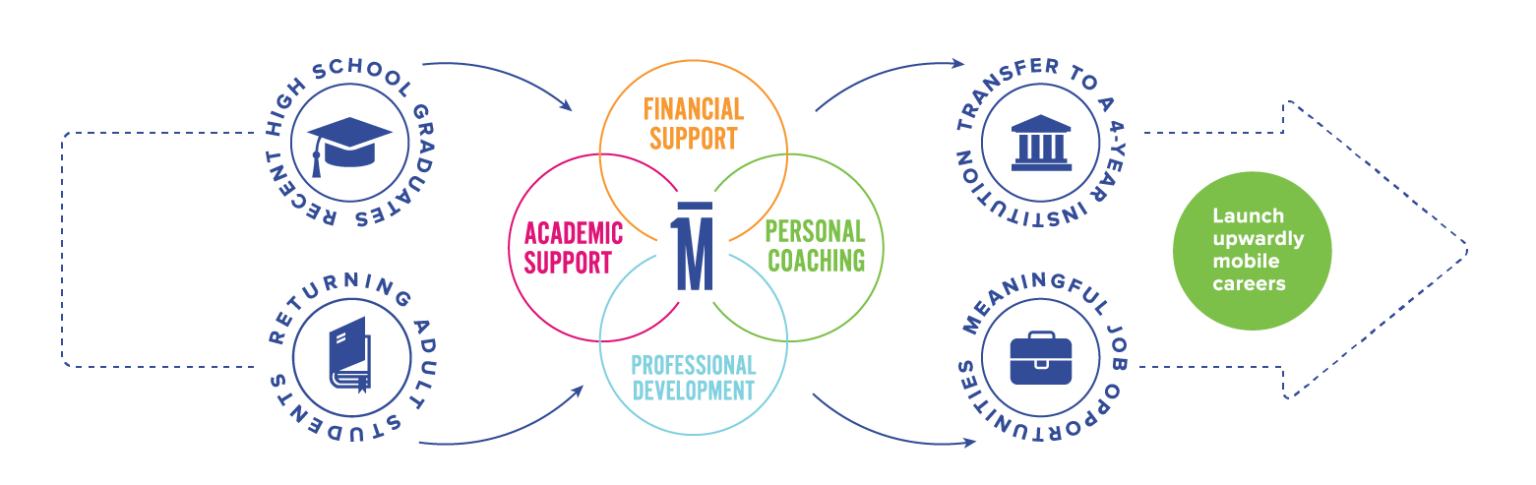 RECENT HIGH SCHOOL GRADUATES
RETURNING ADULT STUDENTS
FINANCIAL
SUPPORT
ACADEMIC
SUPPORT
1M
PERSONAL
COACHING
PROFESSIONAL
DEVELOPMENT
TRANSFER TO A 4-YEAR INSTITUTION
MEANINGFUL JOB OPPORTUNITIES
Launch
upwardly
mobile
careers